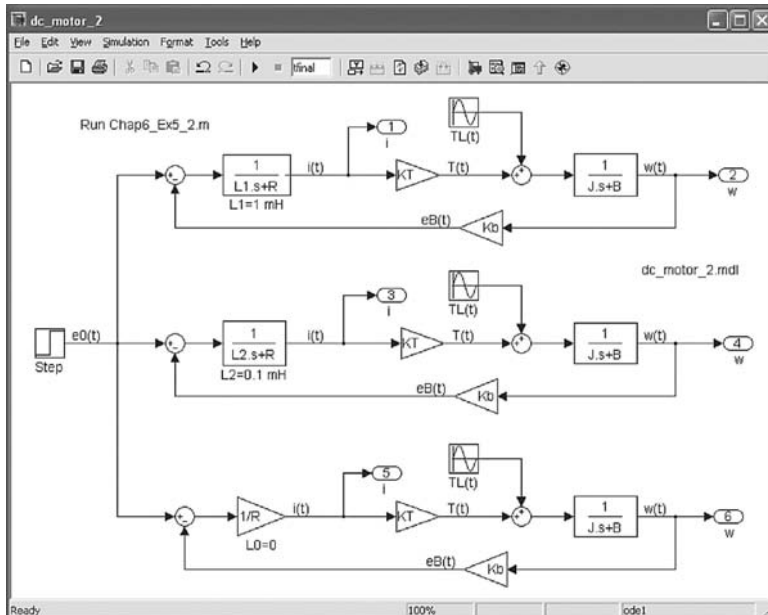 dc_motor_2
File Edit View Simulation Format Tools Help
tfinal
Run Chap6_Ex5_2.m
1
i
TL(t)
1
L1.s+R
L1=1 mH
i(t)
KT
T(t)
1
J.s+B
w(t)
2
w
eB(t)
Kb
dc_motor_2.mdl
3
i
TL(t)
Step
e0(t)
1
L2.s+R
L2=0.1 mH
i(t)
KT
T(t)
1
J.s+B
w(t)
4
w
eB(t)
Kb
5
i
TL(t)
1/R
L0=0
i(t)
KT
T(t)
1
J.s+B
w(t)
6
w
eB(t)
Kb
Ready 100% ode1